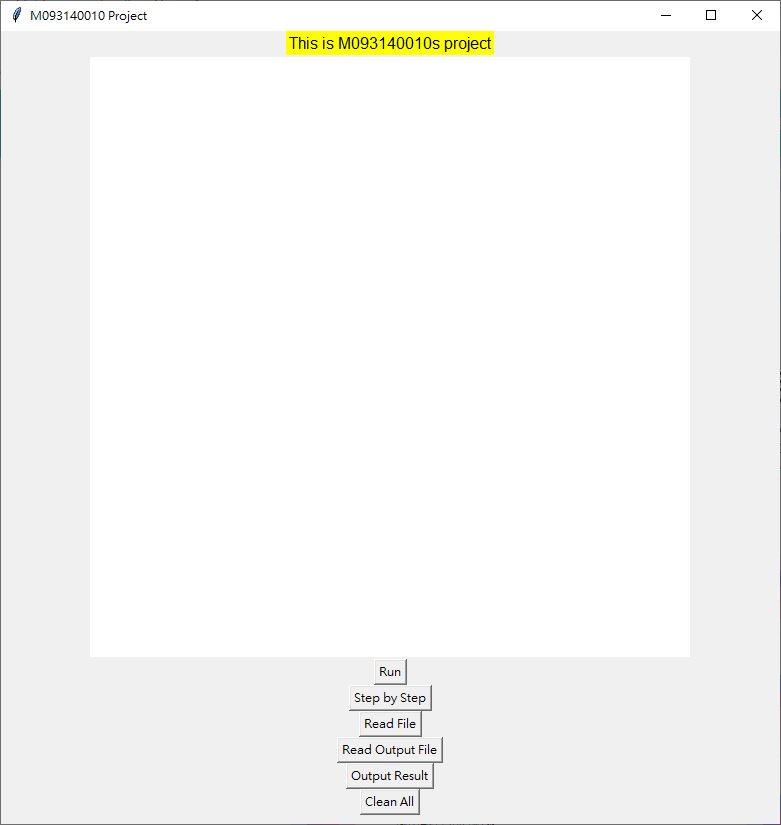 M093140010 Project
This is M093140010s project
Run
Step by Step
Read File
Read Output File
Output Result
Clean All